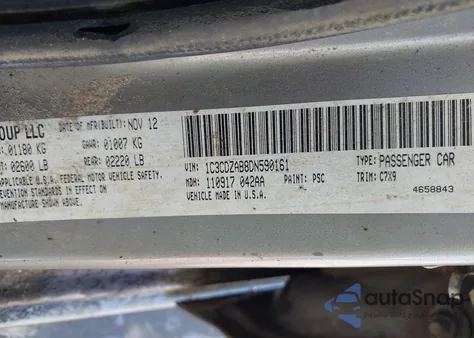 OUP LLC DATE OF MFR(BUILT): NOV 12
:.01180 KG GAWR: 01007 KG
:02600 LB REAR: 02220 LB
APPLICABLE U.S.A. FEDERAL MOTOR VEHICLE SAFETY,
EVENTION STANDARDS IN EFFECT
MANUFACTURE SHOWN ABOVE.
VIN: 1C3CDZAB8DN590161 TYPE: PASSENGER CAR
MDH: 110917 042AA PAINT: PSC TRIM: C7X9
VEHICLE MADE IN U.S.A. 4658843
autoSnap